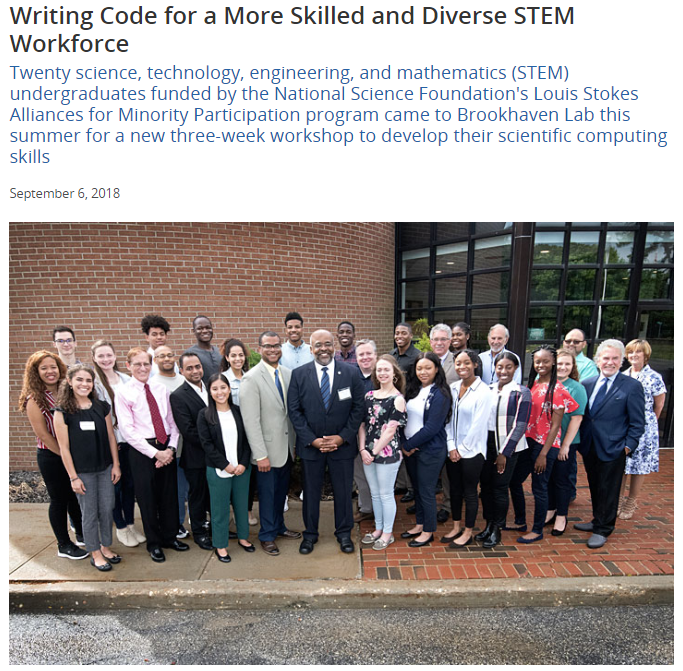 Writing Code for a More Skilled and Diverse STEM
Workforce
Twenty science, technology, engineering, and mathematics (STEM)
undergraduates funded by the National Science Foundation's Louis Stokes
Alliances for Minority Participation program came to Brookhaven Lab this
summer for a new three-week workshop to develop their scientific computing
skills
September 6, 2018